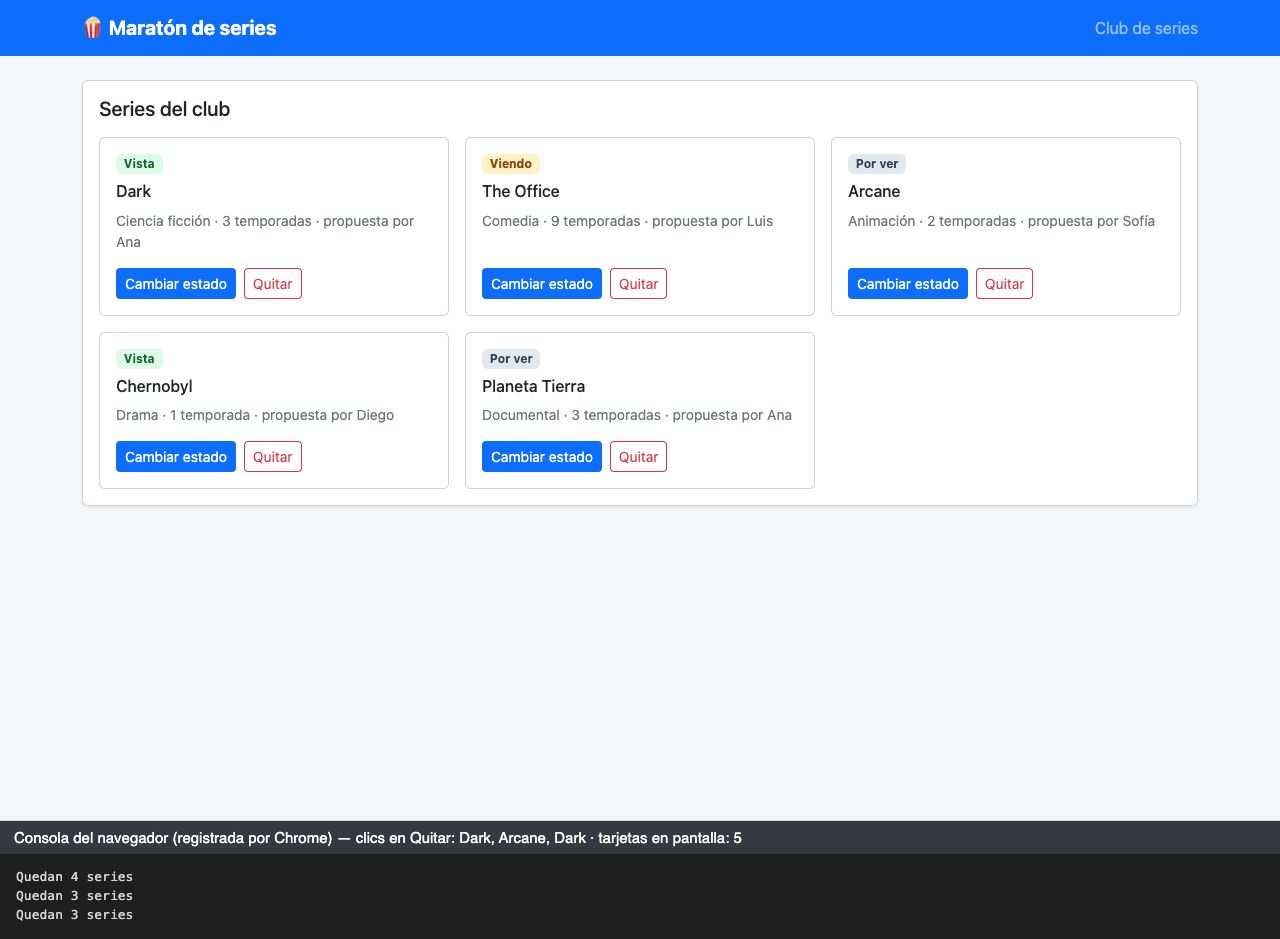 🍿 Maratón de series
Club de series
Series del club
Vista
Dark
Ciencia ficción · 3 temporadas · propuesta por
Ana
Cambiar estado
Quitar
Viendo
The Office
Comedia · 9 temporadas · propuesta por Luis
Cambiar estado
Quitar
Por ver
Arcane
Animación · 2 temporadas · propuesta por Sofía
Cambiar estado
Quitar
Vista
Chernobyl
Drama · 1 temporada · propuesta por Diego
Cambiar estado
Quitar
Por ver
Planeta Tierra
Documental · 3 temporadas · propuesta por Ana
Cambiar estado
Quitar
Consola del navegador (registrada por Chrome) — clics en Quitar: Dark, Arcane, Dark · tarjetas en pantalla: 5
Quedan 4 series
Quedan 3 series
Quedan 3 series